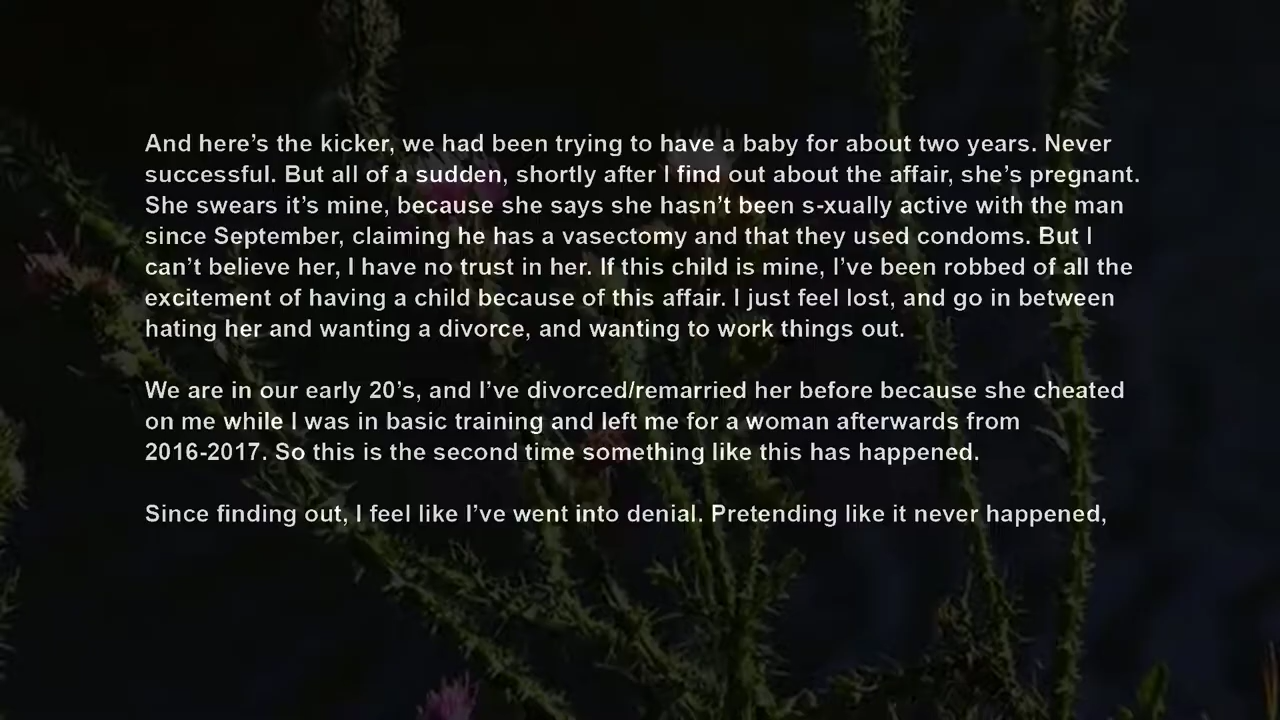 And here’s the kicker, we had been trying to have a baby for about two years. Never
successful. But all of a sudden, shortly after I find out about the affair, she’s pregnant.
She swears it’s mine, because she says she hasn’t been s-xually active with the man
since September, claiming he has a vasectomy and that they used condoms. But I
can’t believe her, I have no trust in her. If this child is mine, I’ve been robbed of all the
excitement of having a child because of this affair. I just feel lost, and go in between
hating her and wanting a divorce, and wanting to work things out.
We are in our early 20’s, and I’ve divorced/remarried her before because she cheated
on me while I was in basic training and left me for a woman afterwards from
2016-2017. So this is the second time something like this has happened.
Since finding out, I feel like I’ve went into denial. Pretending like it never happened,